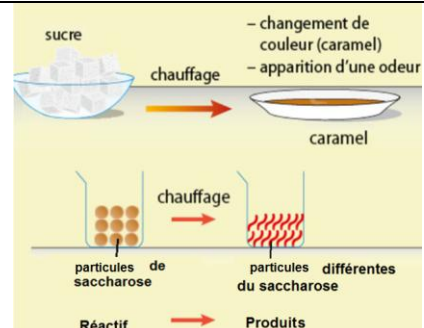 sucre
– changement de
couleur (caramel)
– apparition d'une odeur
chauffage
caramel
chauffage
particules de
saccharose
particules différentes
du saccharose
Réactif
Produits